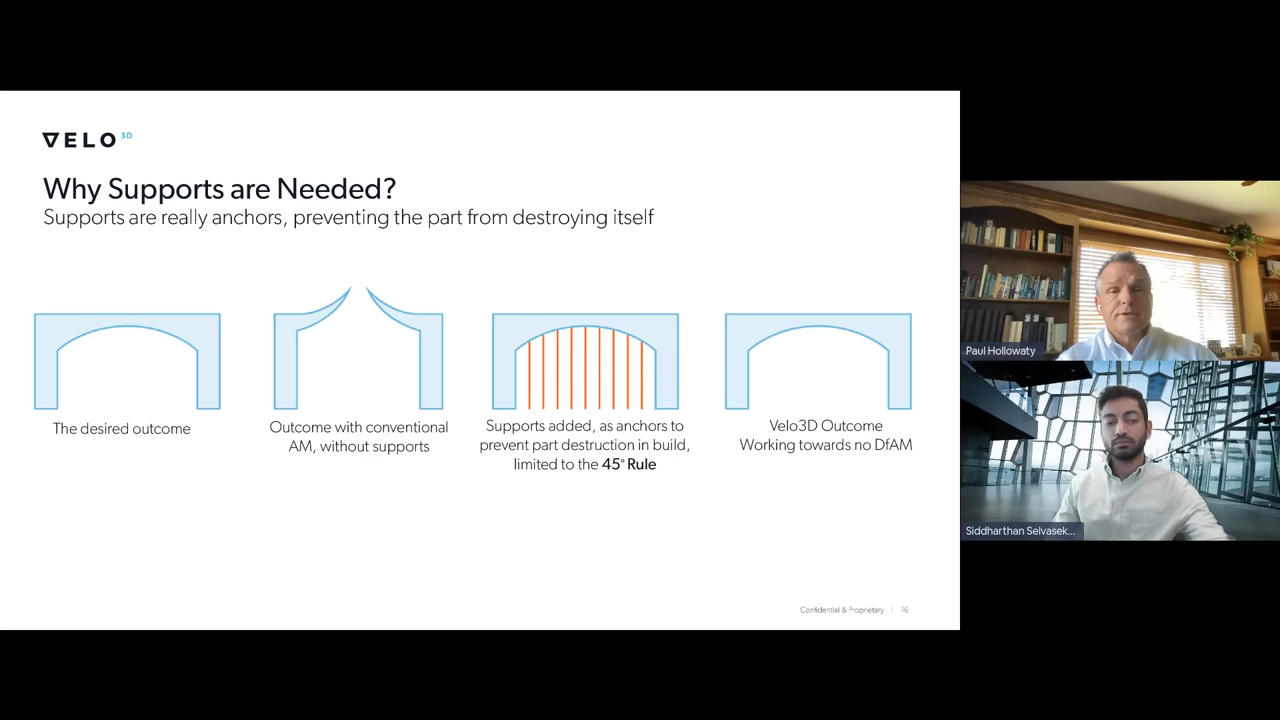 VELO 3D
Why Supports are Needed?
Supports are really anchors, preventing the part from destroying itself
The desired outcome
Outcome with conventional
AM, without supports
Supports added, as anchors to
prevent part destruction in build,
limited to the 45° Rule
Velo3D Outcome
Working towards no DfAM
Confidential & Proprietary | 16
Paul Hollowaty
Siddharthan Selvasek...